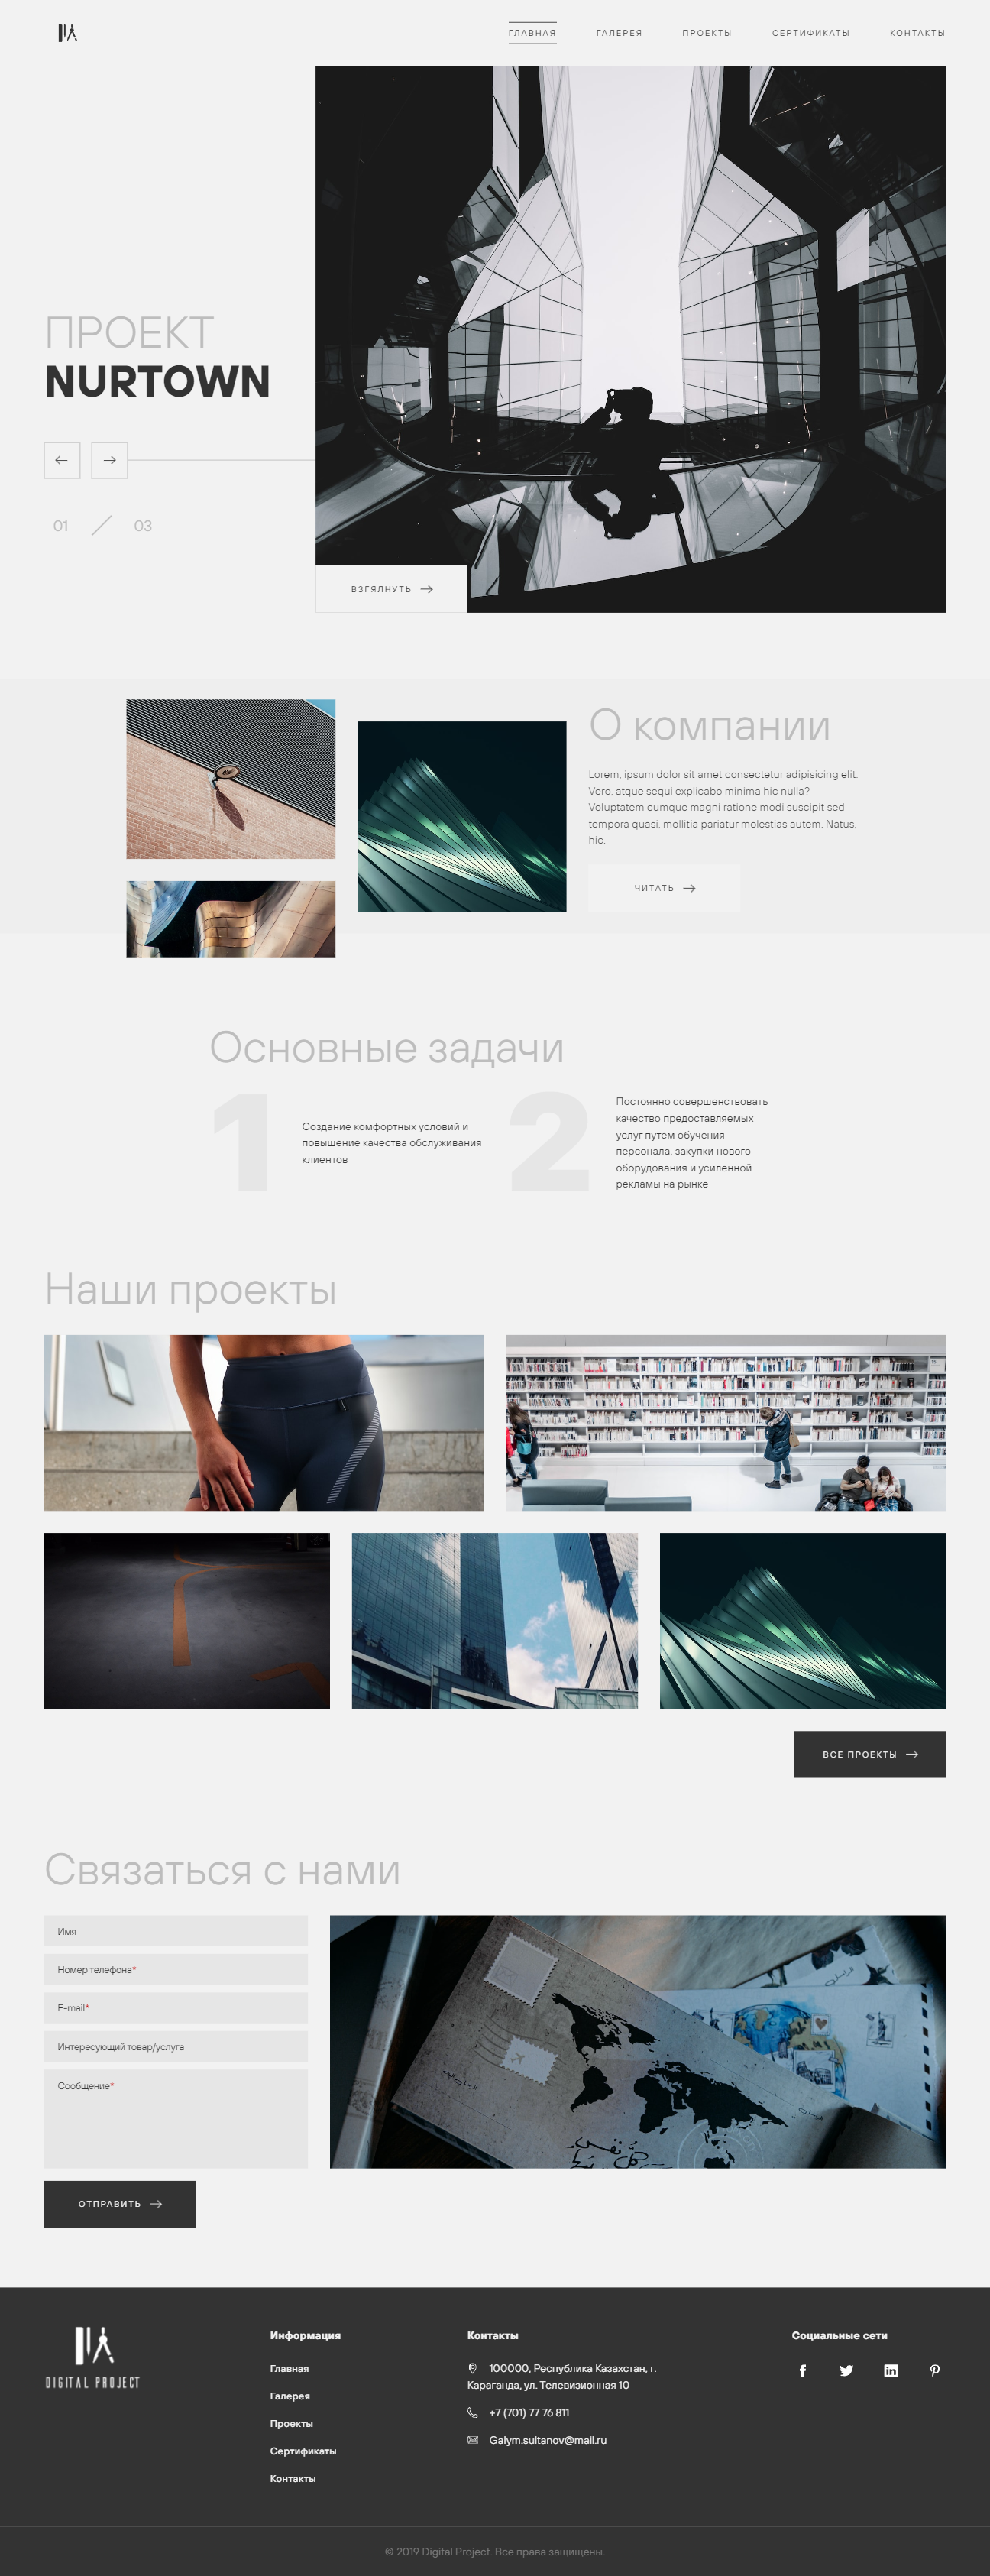 ГЛАВНАЯ
ГАЛЕРЕЯ
ПРОЕКТЫ
СЕРТИФИКАТЫ
КОНТАКТЫ
ПРОЕКТ
NURTOWN
01
03
ВЗГЯЛНУТЬ
О компании
Lorem, ipsum dolor sit amet consectetur adipisicing elit.
Vero, atque sequi explicabo minima hic nulla?
Voluptatem cumque magni ratione modi suscipit sed
tempora quasi, mollitia pariatur molestias autem. Natus,
hic.
ЧИТАТЬ
Основные задачи
1
Создание комфортных условий и
повышение качества обслуживания
клиентов
2
Постоянно совершенствовать
качество предоставляемых
услуг путем обучения
персонала, закупки нового
оборудования и усиленной
рекламы на рынке
Наши проекты
ВСЕ ПРОЕКТЫ
Связаться с нами
Имя
Номер телефона*
E-mail*
Интересующий товар/услуга
Сообщение*
ОТПРАВИТЬ
DIGITAL PROJECT
Информация
Главная
Галерея
Проекты
Сертификаты
Контакты
Контакты
100000, Республика Казахстан, г.
Караганда, ул. Телевизионная 10
+7 (701) 77 76 811
Galym.sultanov@mail.ru
Социальные сети
© 2019 Digital Project. Все права защищены.